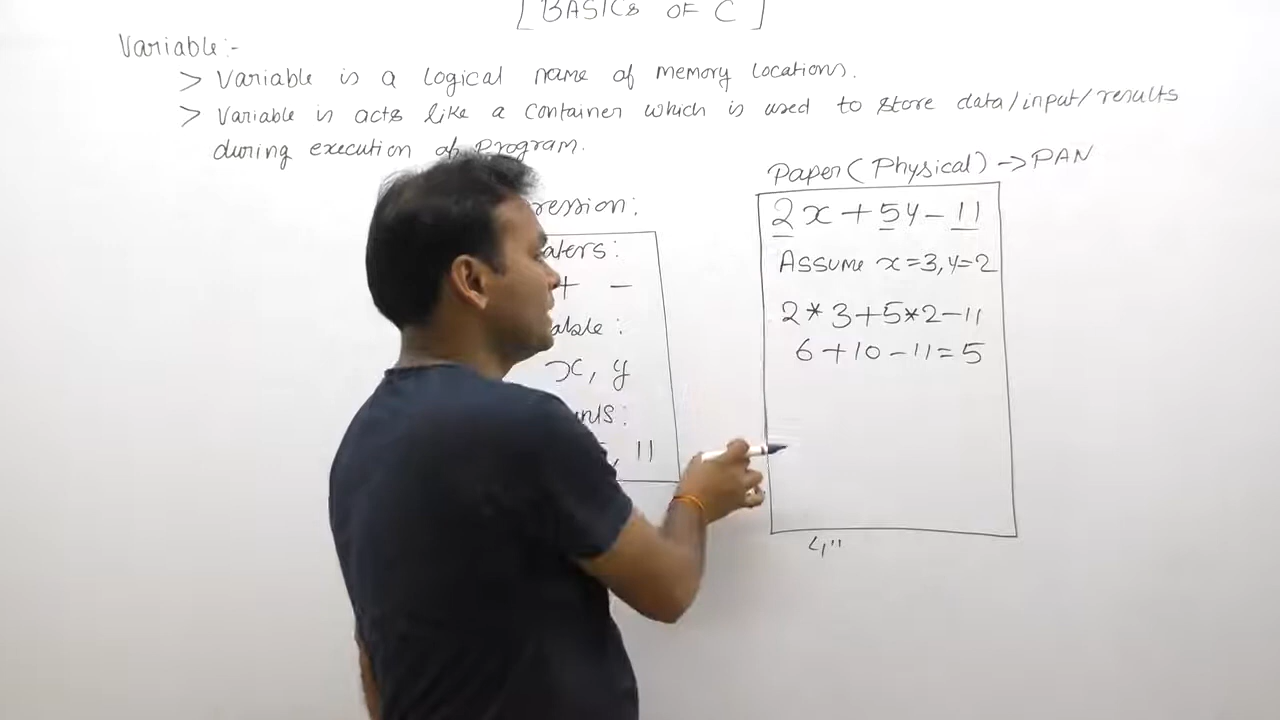 [ BASICS OF C ]
Variable:-
> Variable is a logical name of memory locations.
> Variable is acts like a container which is used to store data/input/results
during execution of program.
ression:
aters:
+ -
able:
x, y
nts:
, 11
Paper(Physical) -> PAN
2x + 5y - 11
Assume x=3, y=2
2 * 3 + 5 * 2 - 11
6 + 10 - 11 = 5
4"